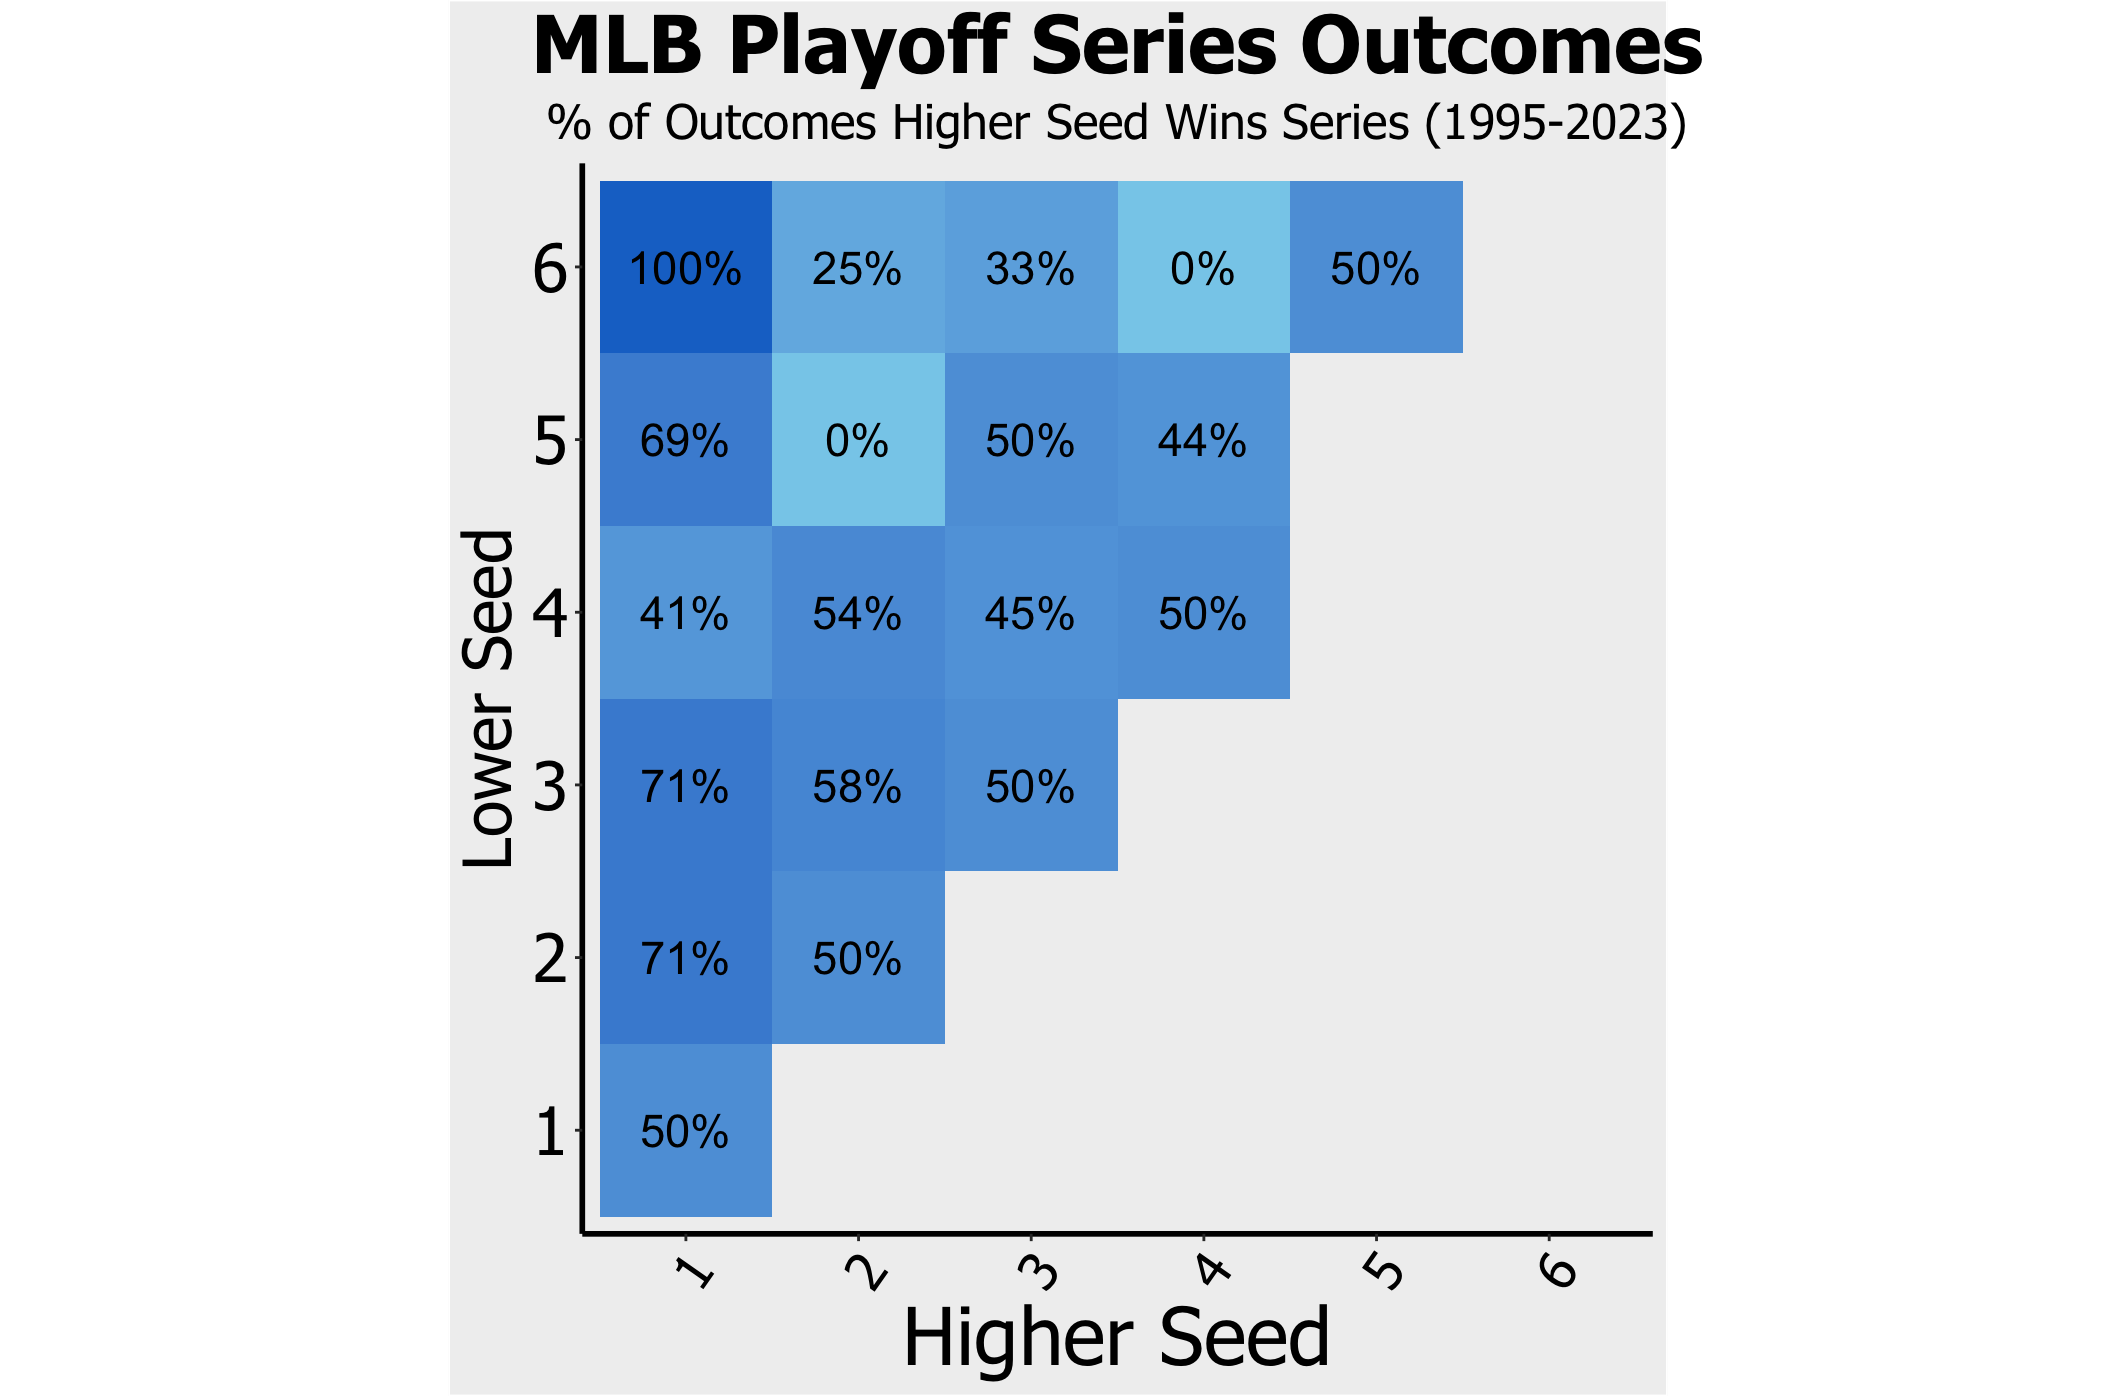 MLB Playoff Series Outcomes
% of Outcomes Higher Seed Wins Series (1995-2023)
6 100% 25% 33% 0% 50%
5 69% 0% 50% 44%
Lower Seed
4 41% 54% 45% 50%
3 71% 58% 50%
2 71% 50%
1 50%
1 2 3 4 5 6
Higher Seed